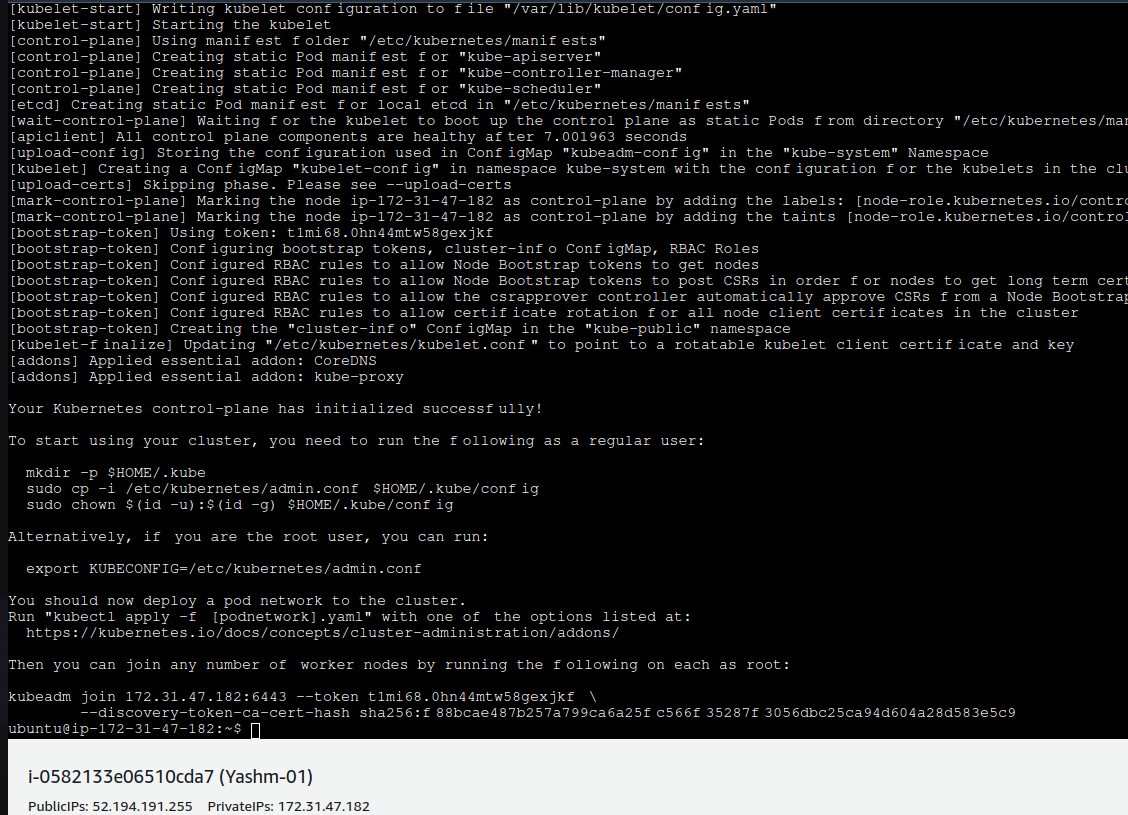 [kubelet-start] Writing kubelet configuration to file "/var/lib/kubelet/config.yaml"
[kubelet-start] Starting the kubelet
[control-plane] Using manifest folder "/etc/kubernetes/manifests"
[control-plane] Creating static Pod manifest for "kube-apiserver"
[control-plane] Creating static Pod manifest for "kube-controller-manager"
[control-plane] Creating static Pod manifest for "kube-scheduler"
[etcd] Creating static Pod manifest for local etcd in "/etc/kubernetes/manifests"
[wait-control-plane] Waiting for the kubelet to boot up the control plane as static Pods from directory "/etc/kubernetes/mar
[apiclient] All control plane components are healthy after 7.001963 seconds
[upload-config] Storing the configuration used in ConfigMap "kubeadm-config" in the "kube-system" Namespace
[kubelet] Creating a ConfigMap "kubelet-config" in namespace kube-system with the configuration for the kubelets in the clu
[upload-certs] Skipping phase. Please see --upload-certs
[mark-control-plane] Marking the node ip-172-31-47-182 as control-plane by adding the labels: [node-role.kubernetes.io/contro
[mark-control-plane] Marking the node ip-172-31-47-182 as control-plane by adding the taints [node-role.kubernetes.io/control
[bootstrap-token] Using token: t1mi68.0hn44mtw58gexjkf
[bootstrap-token] Configuring bootstrap tokens, cluster-info ConfigMap, RBAC Roles
[bootstrap-token] Configured RBAC rules to allow Node Bootstrap tokens to get nodes
[bootstrap-token] Configured RBAC rules to allow Node Bootstrap tokens to post CSRs in order for nodes to get long term cert
[bootstrap-token] Configured RBAC rules to allow the csrapprover controller automatically approve CSRs from a Node Bootstrap
[bootstrap-token] Configured RBAC rules to allow certificate rotation for all node client certificates in the cluster
[bootstrap-token] Creating the "cluster-info" ConfigMap in the "kube-public" namespace
[kubelet-finalize] Updating "/etc/kubernetes/kubelet.conf" to point to a rotatable kubelet client certificate and key
[addons] Applied essential addon: CoreDNS
[addons] Applied essential addon: kube-proxy
Your Kubernetes control-plane has initialized successfully!
To start using your cluster, you need to run the following as a regular user:
mkdir -p $HOME/.kube
sudo cp -i /etc/kubernetes/admin.conf $HOME/.kube/config
sudo chown $(id -u):$(id -g) $HOME/.kube/config
Alternatively, if you are the root user, you can run:
export KUBECONFIG=/etc/kubernetes/admin.conf
You should now deploy a pod network to the cluster.
Run "kubectl apply -f [podnetwork].yaml" with one of the options listed at:
https://kubernetes.io/docs/concepts/cluster-administration/addons/
Then you can join any number of worker nodes by running the following on each as root:
kubeadm join 172.31.47.182:6443 --token t1mi68.0hn44mtw58gexjkf \
--discovery-token-ca-cert-hash sha256:f88bcae487b257a799ca6a25fc566f35287f3056dbc25ca94d604a28d583e5c9
ubuntu@ip-172-31-47-182:~$
i-0582133e06510cda7 (Yashm-01)
PublicIPs: 52.194.191.255 PrivateIPs: 172.31.47.182